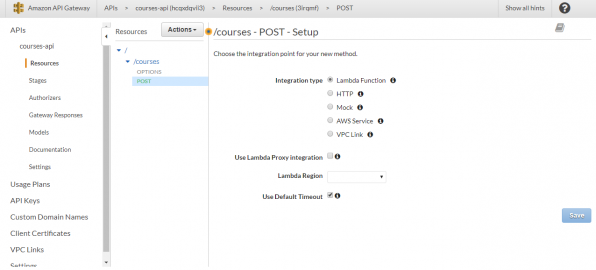 Amazon API Gateway APIs > courses-api (hcqxdqvli3) > Resources > /courses (3lrqmf) > POST Show all hints ?
APIs
courses-api
Resources
Stages
Authorizers
Gateway Responses
Models
Documentation
Settings
Usage Plans
API Keys
Custom Domain Names
Client Certificates
VPC Links
Settings
Resources Actions
/
/courses
OPTIONS
POST
/courses - POST - Setup
Choose the integration point for your new method.
Integration type Lambda Function
HTTP
Mock
AWS Service
VPC Link
Use Lambda Proxy integration
Lambda Region
Use Default Timeout
Save